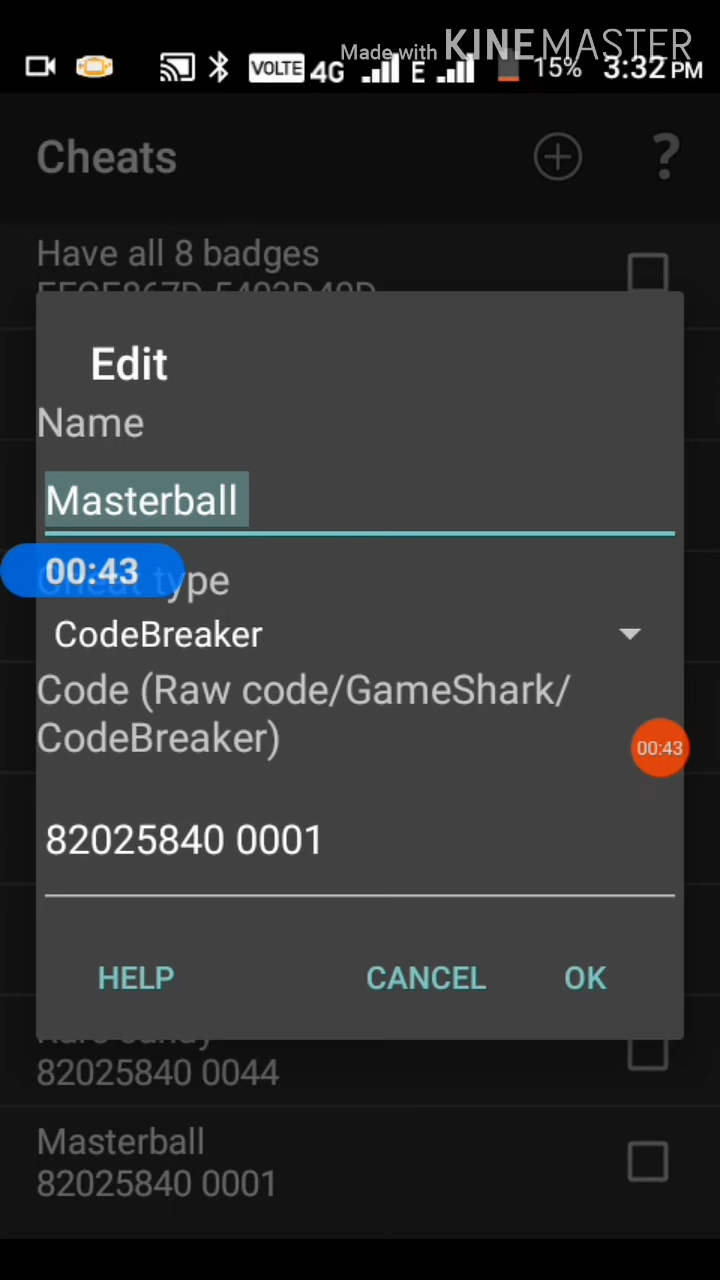 Made with KINEMASTER
VOLTE 4G E 15% 3:32 PM
Cheats
?
Have all 8 badges
Edit
Name
Masterball
00:43
type
CodeBreaker
Code (Raw code/GameShark/
CodeBreaker)
00:43
82025840 0001
HELP CANCEL OK
82025840 0044
Masterball
82025840 0001